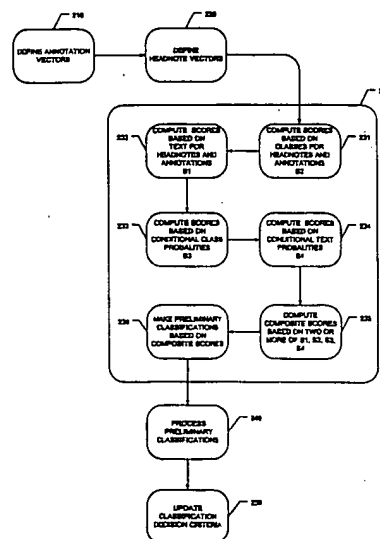 210
DEFINE ANNOTATION
VECTORS
220
DEFINE
HEADNOTE VECTORS
231
COMPUTE SCORES
BASED ON
CLASSES FOR
HEADNOTES AND
ANNOTATIONS
S2
232
COMPUTE SCORES
BASED ON
TEXT FOR
HEADNOTES AND
ANNOTATIONS
S1
233
COMPUTE SCORES
BASED ON
CONDITIONAL CLASS
PROBALITIES
S3
234
COMPUTE SCORES
BASED ON
CONDITIONAL TEXT
PROBALITIES
S4
235
COMPUTE
COMPOSITE SCORES
BASED ON TWO OR
MORE OF S1, S2, S3,
S4
236
MAKE PRELIMINARY
CLASSIFICATIONS
BASED ON
COMPOSITE SCORES
240
PROCESS
PRELIMINARY
CLASSIFICATIONS
250
UPDATE
CLASSIFICATION
DECISION CRITERIA